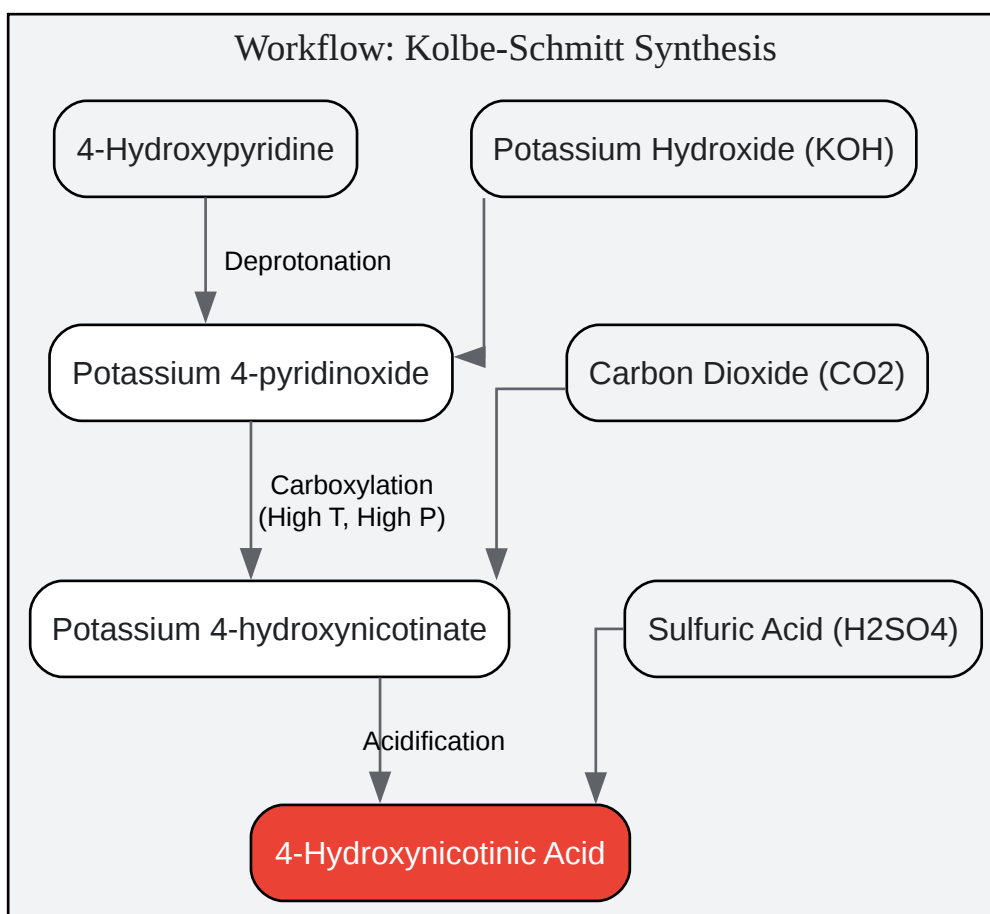 Workflow: Kolbe-Schmitt Synthesis
4-Hydroxypyridine
Potassium Hydroxide (KOH)
Deprotonation
Potassium 4-pyridinoxide
Carbon Dioxide (CO2)
Carboxylation
(High T, High P)
Potassium 4-hydroxynicotinate
Sulfuric Acid (H2SO4)
Acidification
4-Hydroxynicotinic Acid